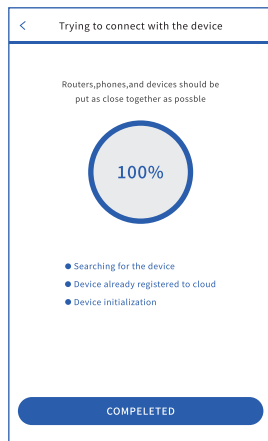 Trying to connect with the device
Routers,phones,and devices should be
put as close together as possble
100%
Searching for the device
Device already registered to cloud
Device initialization
COMPELETED